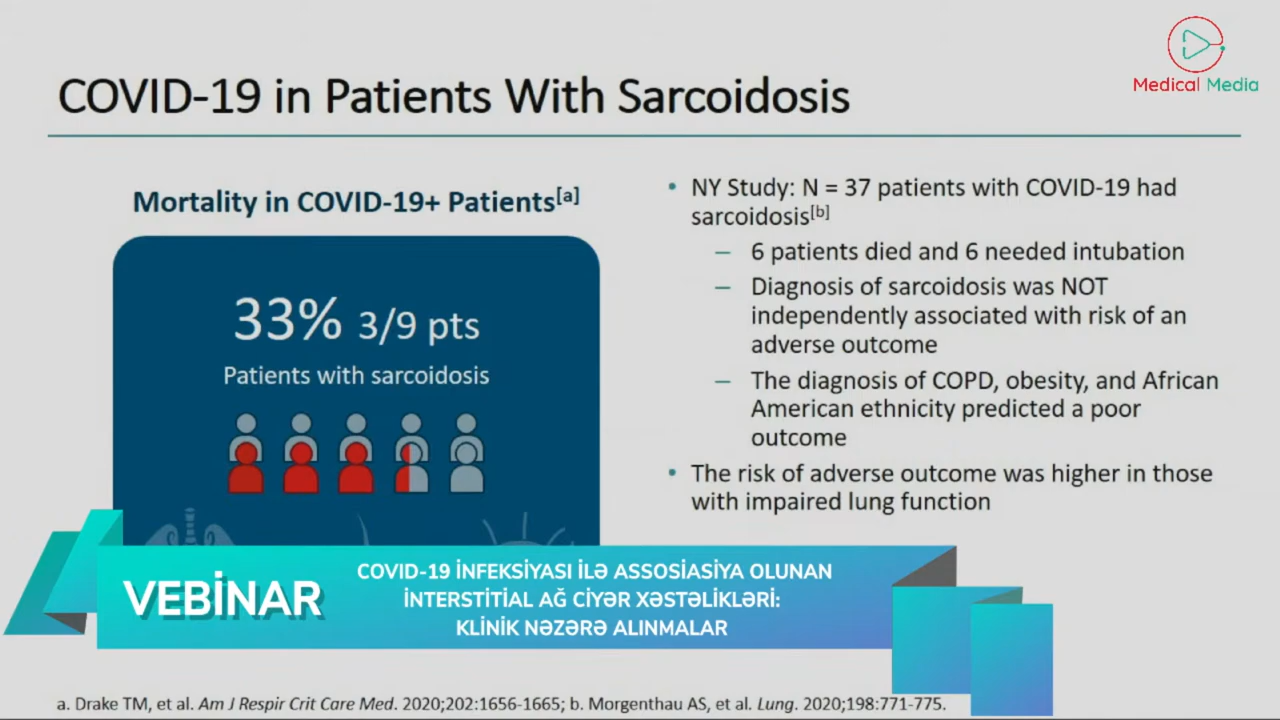 Medical Media
COVID-19 in Patients With Sarcoidosis
Mortality in COVID-19+ Patients[a]
33% 3/9 pts
Patients with sarcoidosis
• NY Study: N = 37 patients with COVID-19 had
sarcoidosis[b]
– 6 patients died and 6 needed intubation
– Diagnosis of sarcoidosis was NOT
independently associated with risk of an
adverse outcome
– The diagnosis of COPD, obesity, and African
American ethnicity predicted a poor
outcome
• The risk of adverse outcome was higher in those
with impaired lung function
VEBİNAR
COVID-19 İNFEKSİYASI İLƏ ASSOSİASİYA OLUNAN
İNTERSTİTİAL AĞ CİYƏR XƏSTƏLİKLƏRİ:
KLİNİK NƏZƏRƏ ALINMALAR
a. Drake TM, et al. Am J Respir Crit Care Med. 2020;202:1656-1665; b. Morgenthau AS, et al. Lung. 2020;198:771-775.